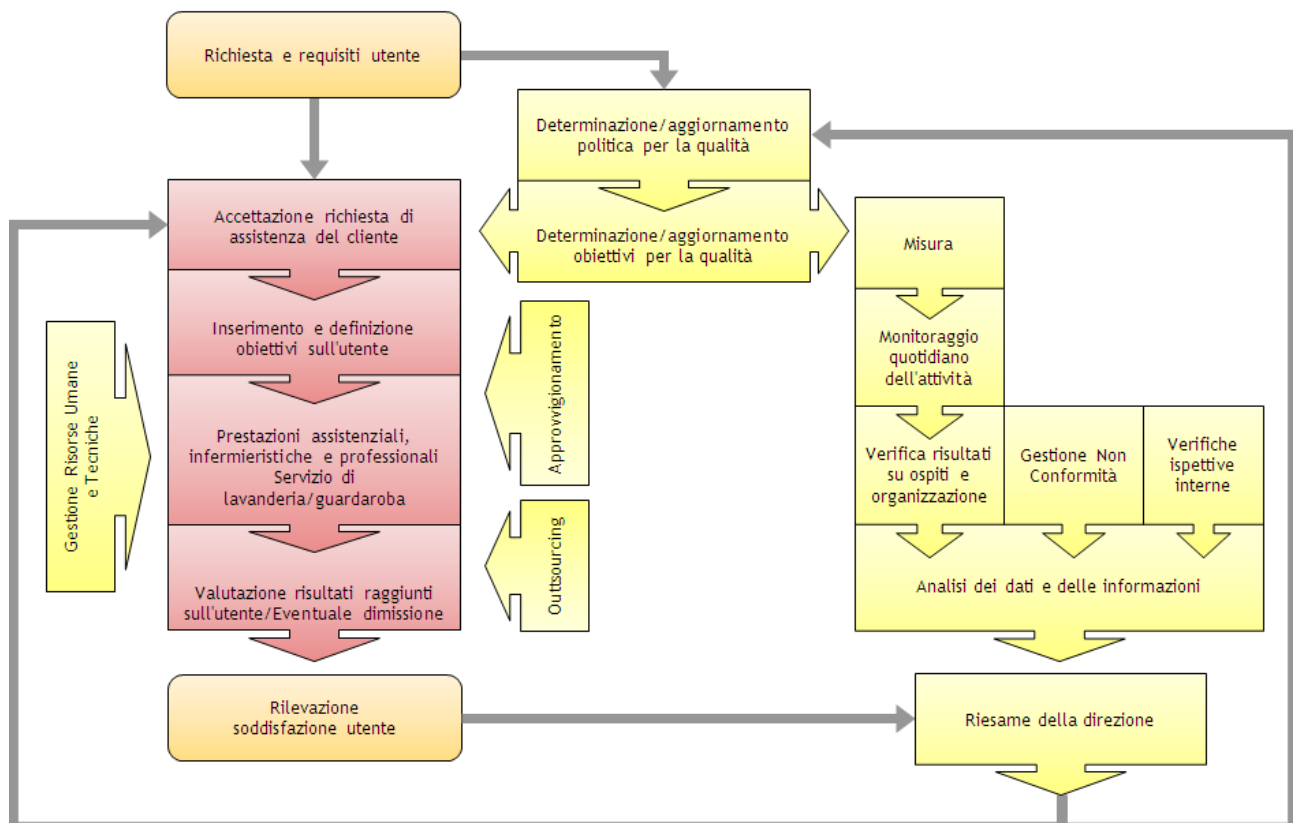 Richiesta e requisiti utente
Determinazione/aggiornamento
politica per la qualità
Accettazione richiesta di
assistenza del cliente
Determinazione/aggiornamento
obiettivi per la qualità
Misura
Inserimento e definizione
obiettivi sull'utente
Approvvigionamento
Monitoraggio
quotidiano
dell'attività
Gestione Risorse Umane
e Tecniche
Prestazioni assistenziali,
infermieristiche e professionali
Servizio di
lavanderia/guardaroba
Verifica risultati
su ospiti e
organizzazione
Gestione Non
Conformità
Verifiche
ispettive
interne
Outsourcing
Valutazione risultati raggiunti
sull'utente/Eventuale dimissione
Analisi dei dati e delle informazioni
Rilevazione
soddisfazione utente
Riesame della direzione